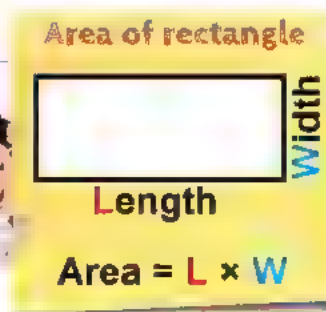 Area of rectangle
Width
Length
Area = L × W